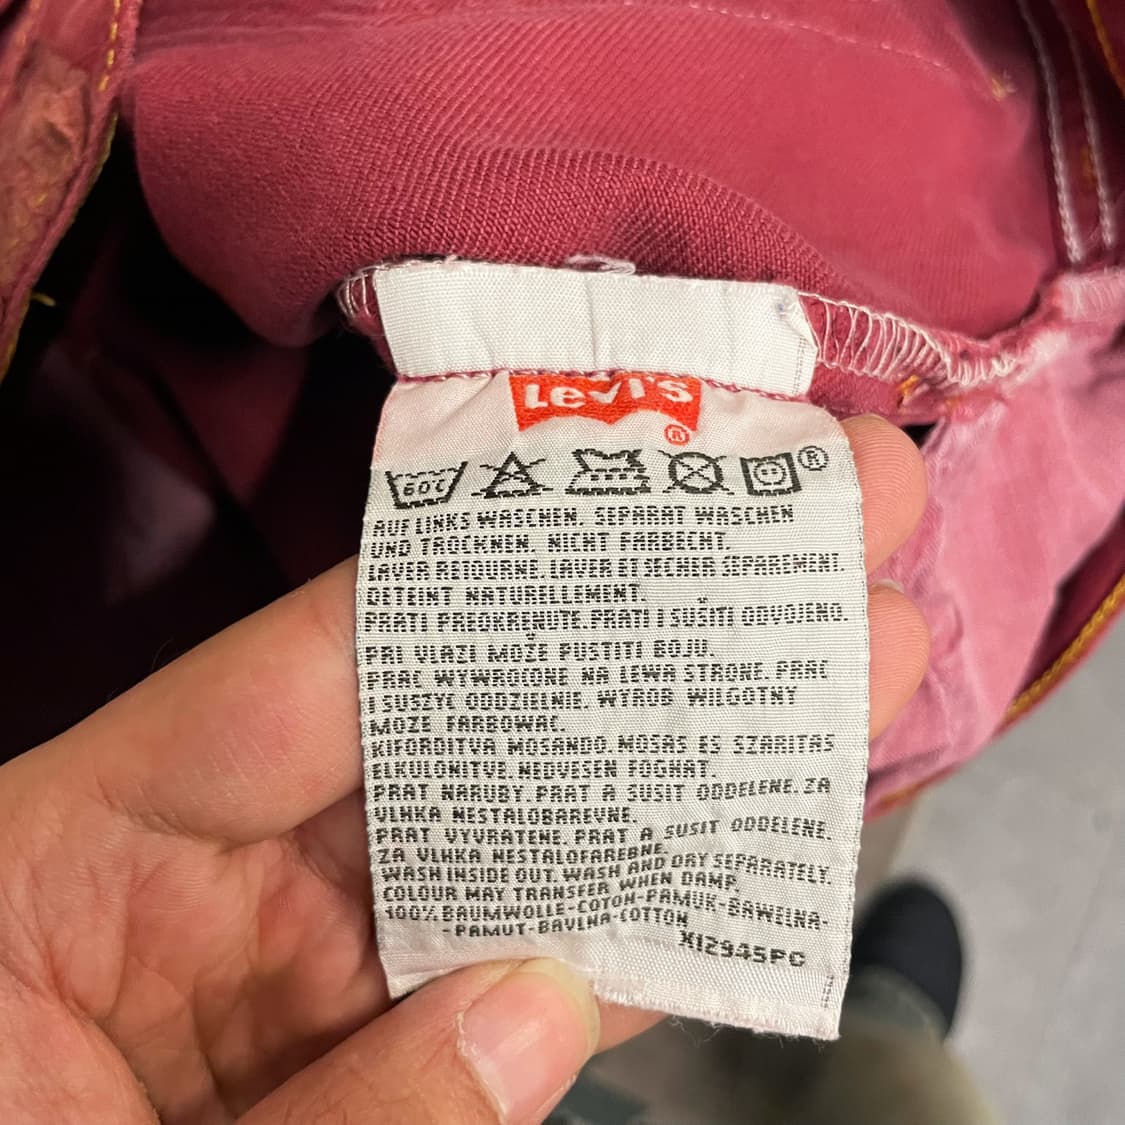 Levi's
®
60C
®
AUF LINKS WASCHEN. SEPARAT WASCHEN
UND TROCKNEN. NICHT FARBECHT.
LAVER RETOURNE. LAVER ET SECHER SEPAREMENT.
DETEINT NATURELLEMENT.
PRATI PREOKRENUTE. PRATI I SUŠITI ODVOJENO.
PRI VLAZI MOŽE PUSTITI BOJU.
PRAC WYWROCONE NA LEWA STRONE. PRAC
I SUSZYC ODDZIELNIE. WYROB WILGOTNY
MOZE FARBOWAC.
KIFORDITVA MOSANDO. MOSAS ES SZARITAS
ELKULONITVE. NEDVESEN FOGHAT.
PRAT NARUBY. PRAT A SUSIT ODDELENE. ZA
VLHKA NESTALOBAREVNE.
PRAT VYVRATENE. PRAT A SUSIT ODDELENE.
ZA VLHKA NESTALOFAREBNE.
WASH INSIDE OUT. WASH AND DRY SEPARATELY.
COLOUR MAY TRANSFER WHEN DAMP.
100% BAUMWOLLE-COTON-PAMUK-BAWELNA-
-PAMUT-BAVLNA-COTTON
X12945PC